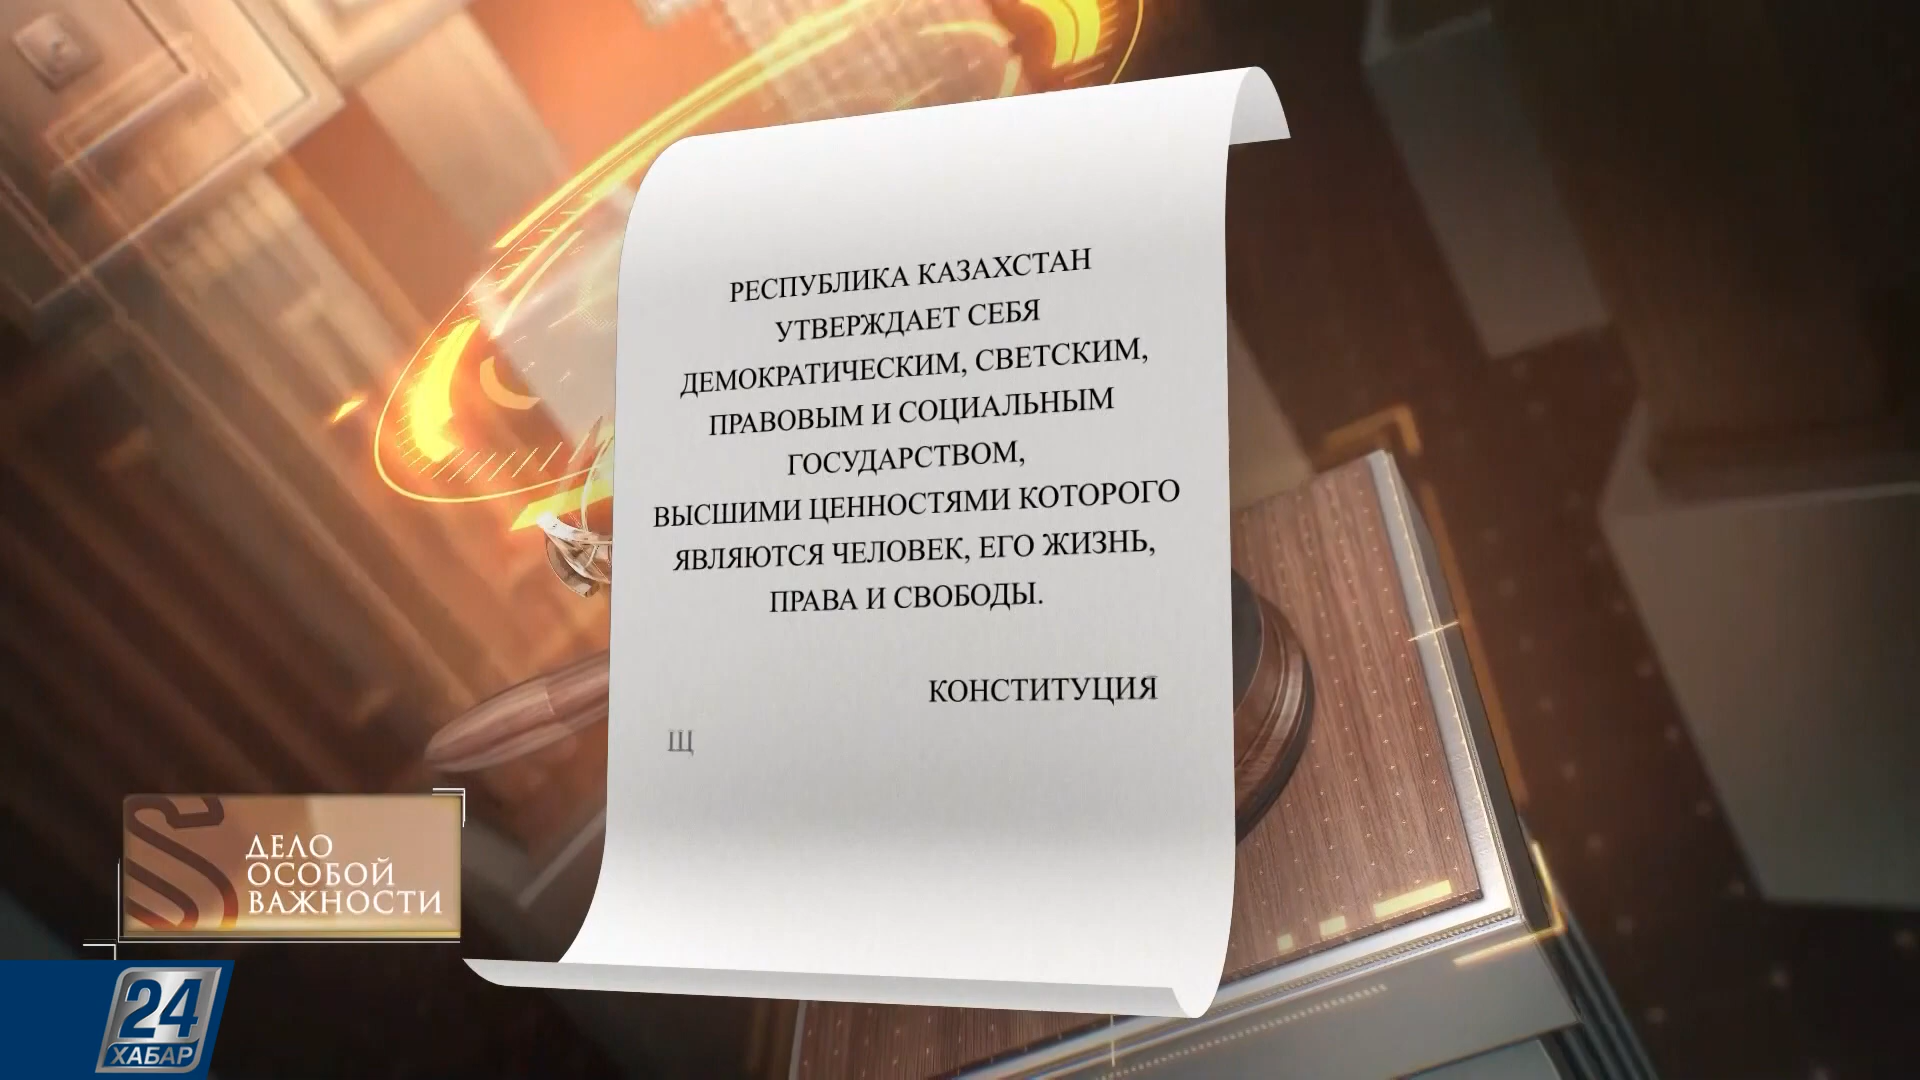 РЕСПУБЛИКА КАЗАХСТАН
УТВЕРЖДАЕТ СЕБЯ
ДЕМОКРАТИЧЕСКИМ, СВЕТСКИМ,
ПРАВОВЫМ И СОЦИАЛЬНЫМ
ГОСУДАРСТВОМ,
ВЫСШИМИ ЦЕННОСТЯМИ КОТОРОГО
ЯВЛЯЮТСЯ ЧЕЛОВЕК, ЕГО ЖИЗНЬ,
ПРАВА И СВОБОДЫ.
КОНСТИТУЦИЯ
Щ
§
ДЕЛО
ОСОБОЙ
ВАЖНОСТИ
24
ХАБАР